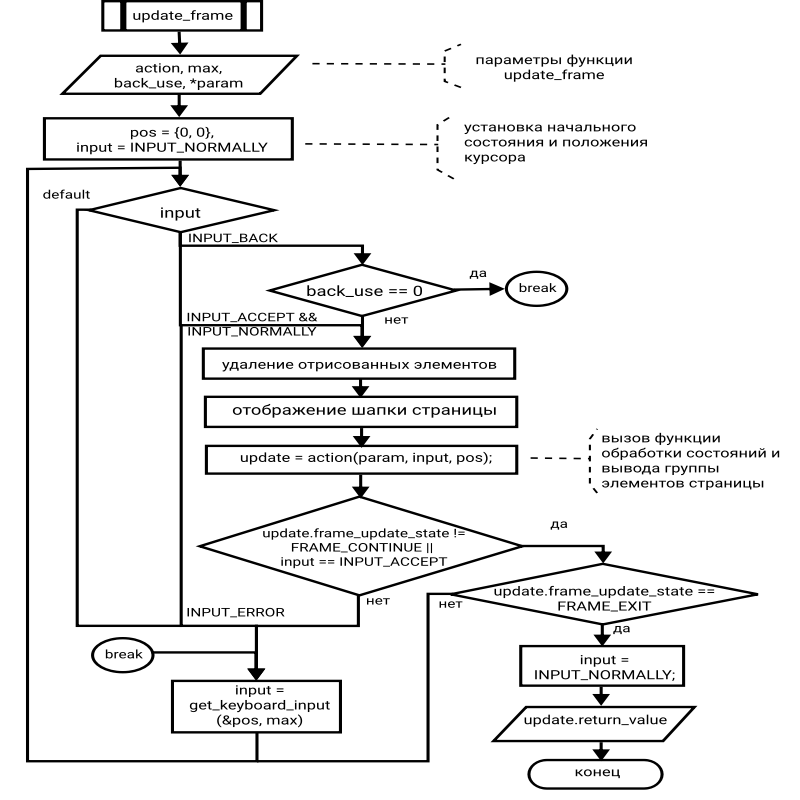 update_frame
action, max,
back_use, *param
параметры функции
update_frame
pos = {0, 0},
input = INPUT_NORMALLY
установка начального
состояния и положения
курсора
default
input
INPUT_BACK
back_use == 0
да
break
нет
INPUT_ACCEPT &&
INPUT_NORMALLY
удаление отрисованных элементов
отображение шапки страницы
update = action(param, input, pos);
вызов функции
обработки состояний и
вывода группы
элементов страницы
update.frame_update_state !=
FRAME_CONTINUE ||
input == INPUT_ACCEPT
да
нет
update.frame_update_state ==
FRAME_EXIT
нет
да
INPUT_ERROR
break
input =
get_keyboard_input
(&pos, max)
input =
INPUT_NORMALLY;
update.return_value
конец